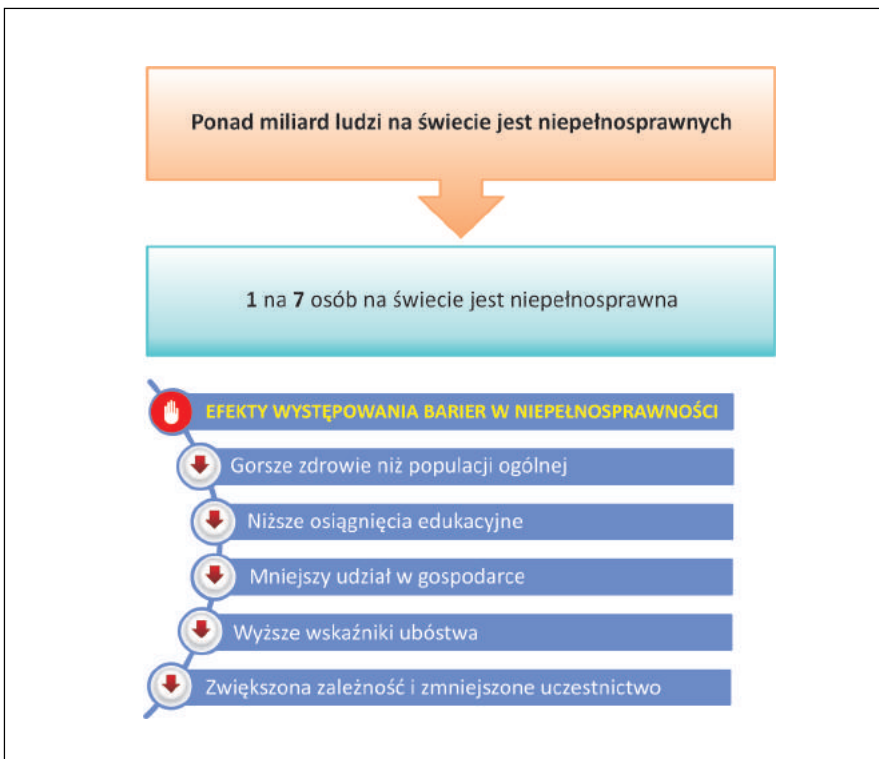 Ponad miliard ludzi na świecie jest niepełnosprawnych
1 na 7 osób na świecie jest niepełnosprawna
EFEKTY WYSTĘPOWANIA BARIER W NIEPEŁNOSPRAWNOŚCI
Gorsze zdrowie niż populacji ogólnej
Niższe osiągnięcia edukacyjne
Mniejszy udział w gospodarce
Wyższe wskaźniki ubóstwa
Zwiększona zależność i zmniejszone uczestnictwo